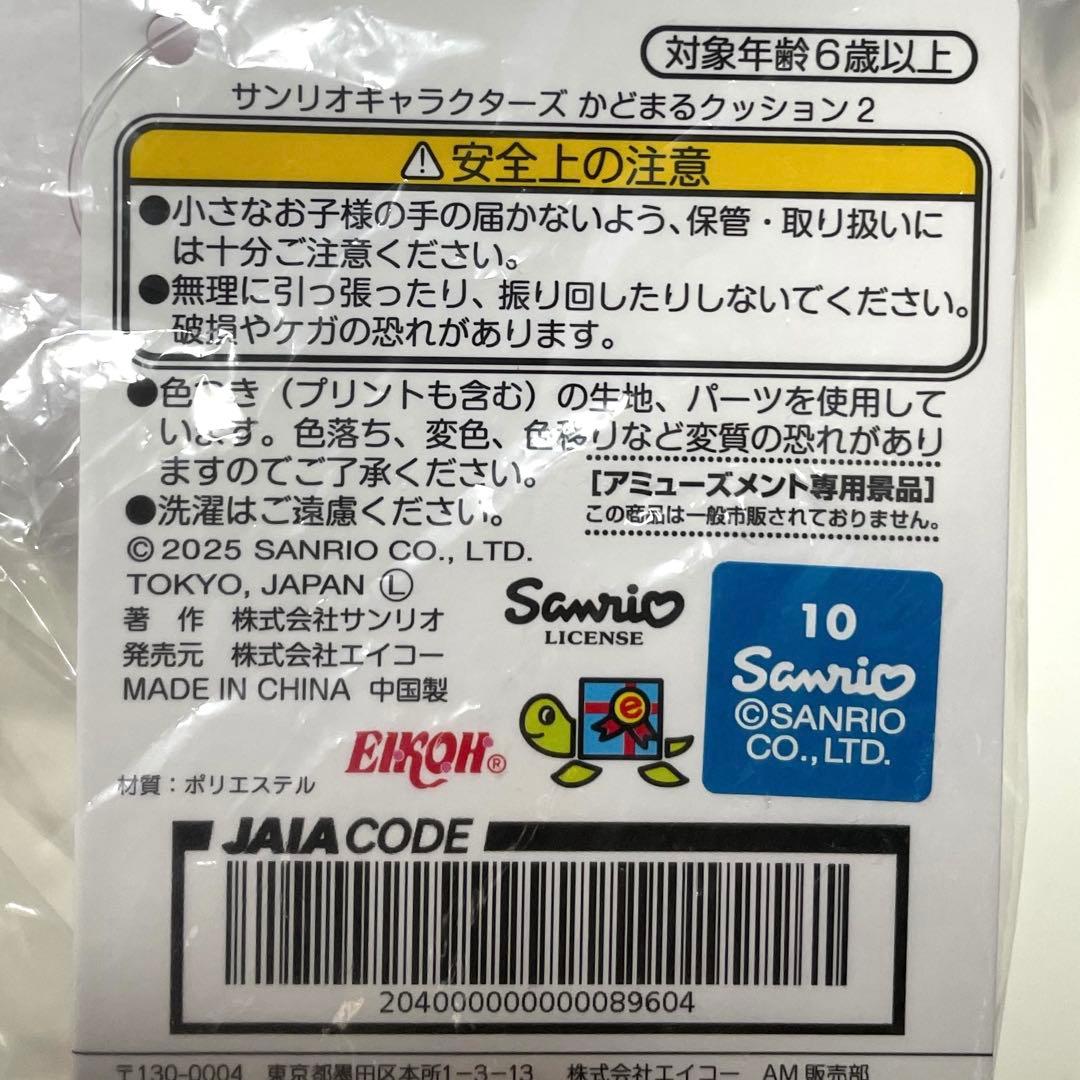 対象年齢6歳以上
サンリオキャラクターズ かどまるクッション2
⚠安全上の注意
●小さなお子様の手の届かないよう、保管・取り扱いに
は十分ご注意ください。
●無理に引っ張ったり、振り回したりしないでください。
破損やケガの恐れがあります。
●色つき（プリントも含む）の生地、パーツを使用して
います。色落ち、変色、色移りなど変質の恐れがあり
ますのでご了承ください。
●洗濯はご遠慮ください。
[アミューズメント専用景品]
この商品は一般市販されておりません。
© 2025 SANRIO CO., LTD.
TOKYO, JAPAN Ⓛ
著 作 株式会社サンリオ
発売元 株式会社エイコー
MADE IN CHINA 中国製
Sanrio
LICENSE
10
Sanrio
©SANRIO
CO., LTD.
EIKOH®
e
材質：ポリエステル
JAIA CODE
204000000000089604
〒130-0004 東京都墨田区本所1-3-13 株式会社エイコー AM販売部